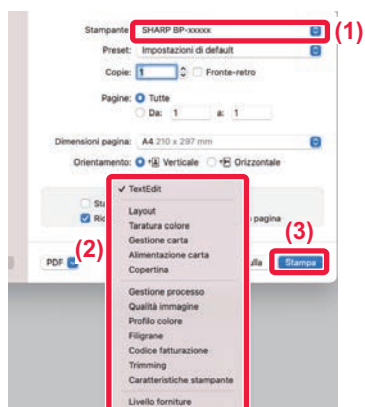 Stampante: SHARP BP-xxxxx (1)
Preset: Impostazioni di default
Copie: 1 Fronte-retro
Pagine: Tutte
Da: 1 a: 1
Dimensioni pagina: A4 210 x 297 mm
Orientamento: Verticale Orizzontale
✓ TextEdit
pagina
Layout
Taratura colore
(2) (3)
Gestione carta
PDF Alimentazione carta Stampa
Copertina
Gestione processo
Qualità immagine
Profilo colore
Filigrane
Codice fatturazione
Trimming
Caratteristiche stampante
Livello forniture